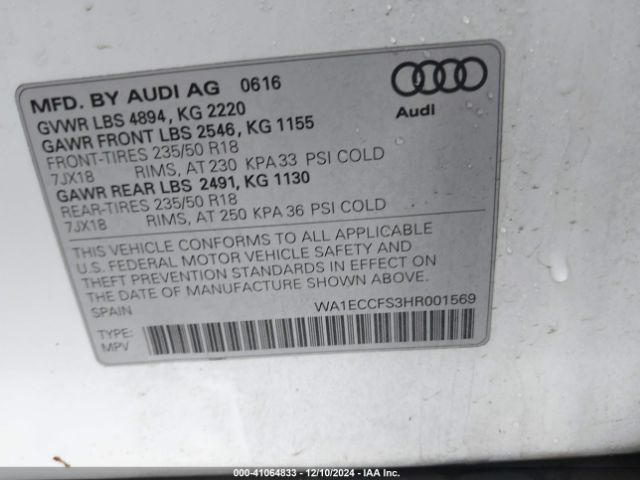 MFD. BY AUDI AG 0616
GVWR LBS 4894, KG 2220
GAWR FRONT LBS 2546, KG 1155
FRONT-TIRES 235/50 R18
7JX18 RIMS, AT 230 KPA 33 PSI COLD
GAWR REAR LBS 2491, KG 1130
REAR-TIRES 235/50 R18
7JX18 RIMS, AT 250 KPA 36 PSI COLD
Audi
THIS VEHICLE CONFORMS TO ALL APPLICABLE
U.S. FEDERAL MOTOR VEHICLE SAFETY AND
THEFT PREVENTION STANDARDS IN EFFECT ON
THE DATE OF MANUFACTURE SHOWN ABOVE.
SPAIN WA1ECCFS3HR001569
TYPE:
MPV
000-41064833 - 12/10/2024 - IAA Inc.